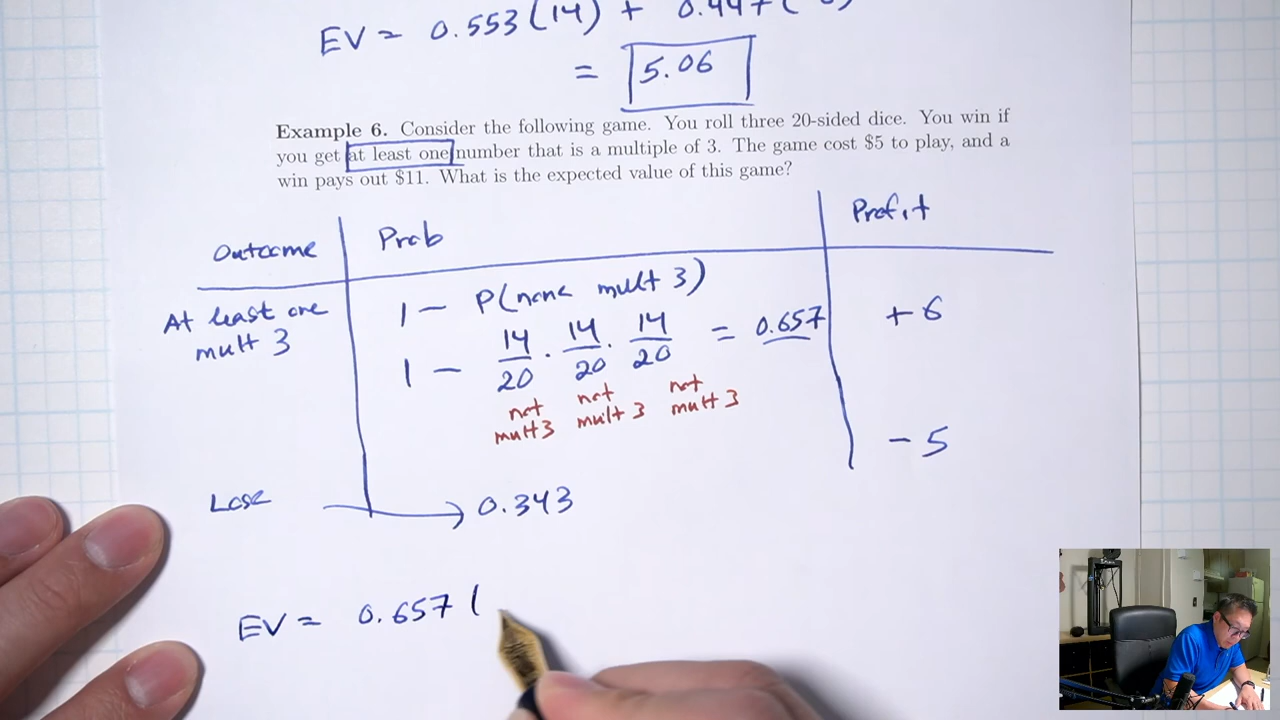 EV = 0.553 (14) + 0.447 (
= 5.06
Example 6. Consider the following game. You roll three 20-sided dice. You win if
you get at least one number that is a multiple of 3. The game cost $5 to play, and a
win pays out $11. What is the expected value of this game?
Outcome Prob Profit
At least one
mult 3
1 - P(none mult 3)
1 - 14/20 · 14/20 · 14/20 = 0.657 +6
not mult 3 not mult 3 not mult 3
-5
Lose → 0.343
EV = 0.657 (